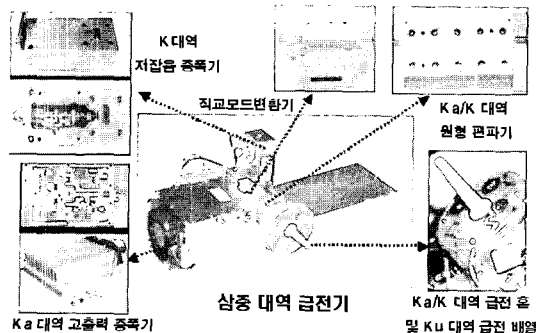 K 대역
저잡음 증폭기
직교모드변환기
Ka/K 대역
원형 편파기
삼중 대역 급전기
Ka 대역 고출력 증폭기
Ka/K 대역 급전 혼
및 Ku 대역 급전 배열